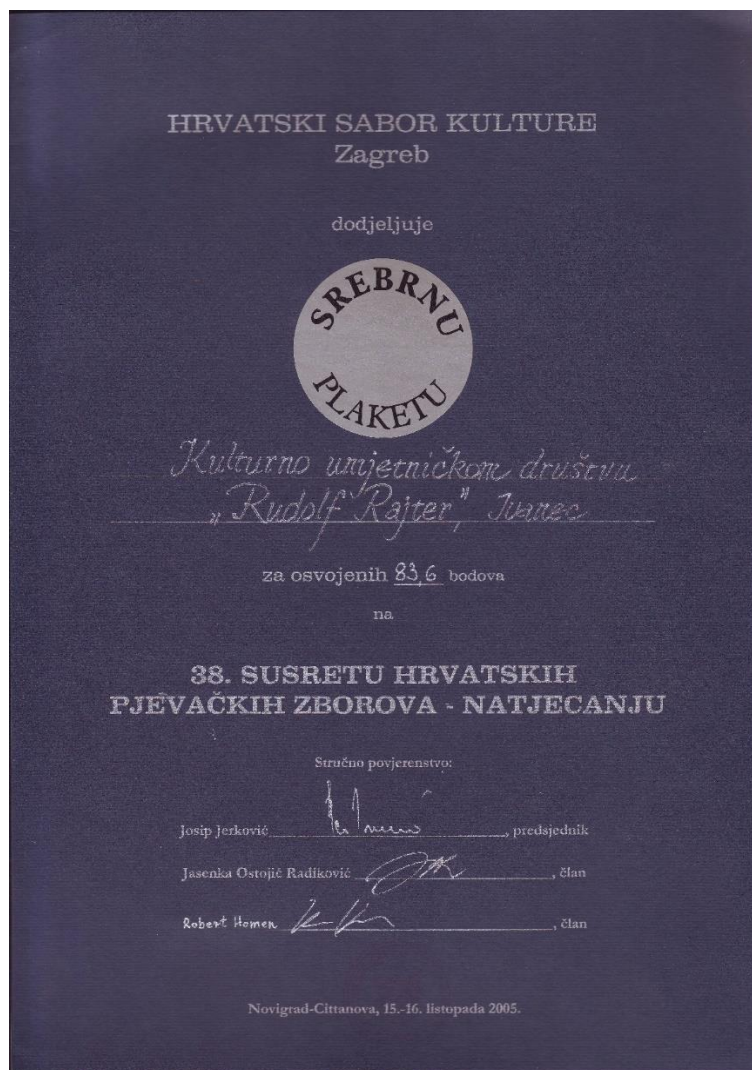 HRVATSKI SABOR KULTURE
Zagreb
dodjeljuje
SREBRNU
PLAKETU
Kulturno umjetničkom društvu
"Rudolf Rajter", Ivanec
za osvojenih 83,6 bodova
na
38. SUSRETU HRVATSKIH
PJEVAČKIH ZBOROVA - NATJECANJU
Stručno povjerenstvo:
Josip Jerković , predsjednik
Jasenka Ostojić Radiković , član
Robert Homen , član
Novigrad-Cittanova, 15.-16. listopada 2005.